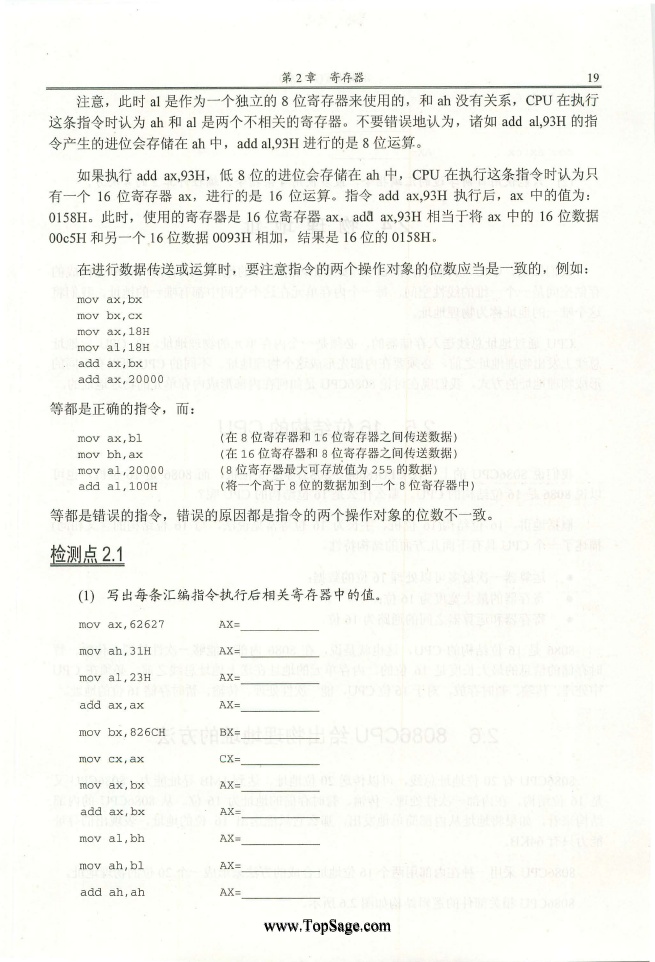 第 2 章 寄存器 19
注意，此时 al 是作为一个独立的 8 位寄存器来使用的，和 ah 没有关系，CPU 在执行
这条指令时认为 ah 和 al 是两个不相关的寄存器。不要错误地认为，诸如 add al,93H 的指
令产生的进位会存储在 ah 中，add al,93H 进行的是 8 位运算。
如果执行 add ax,93H，低 8 位的进位会存储在 ah 中，CPU 在执行这条指令时认为只
有一个 16 位寄存器 ax，进行的是 16 位运算。指令 add ax,93H 执行后，ax 中的值为：
0158H。此时，使用的寄存器是 16 位寄存器 ax，add ax,93H 相当于将 ax 中的 16 位数据
00c5H 和另一个 16 位数据 0093H 相加，结果是 16 位的 0158H。
在进行数据传送或运算时，要注意指令的两个操作对象的位数应当是一致的，例如：
mov ax,bx
mov bx,cx
mov ax,18H
mov al,18H
add ax,bx
add ax,20000
等都是正确的指令，而：
mov ax,bl (在 8 位寄存器和 16 位寄存器之间传送数据)
mov bh,ax (在 16 位寄存器和 8 位寄存器之间传送数据)
mov al,20000 (8 位寄存器最大可存放值为 255 的数据)
add al,100H (将一个高于 8 位的数据加到一个 8 位寄存器中)
等都是错误的指令，错误的原因都是指令的两个操作对象的位数不一致。
检测点 2.1
(1) 写出每条汇编指令执行后相关寄存器中的值。
mov ax,62627 AX=
mov ah,31H AX=
mov al,23H AX=
add ax,ax AX=
mov bx,826CH BX=
mov cx,ax CX=
mov ax,bx AX=
add ax,bx AX=
mov al,bh AX=
mov ah,bl AX=
add ah,ah AX=
www.TopSage.com